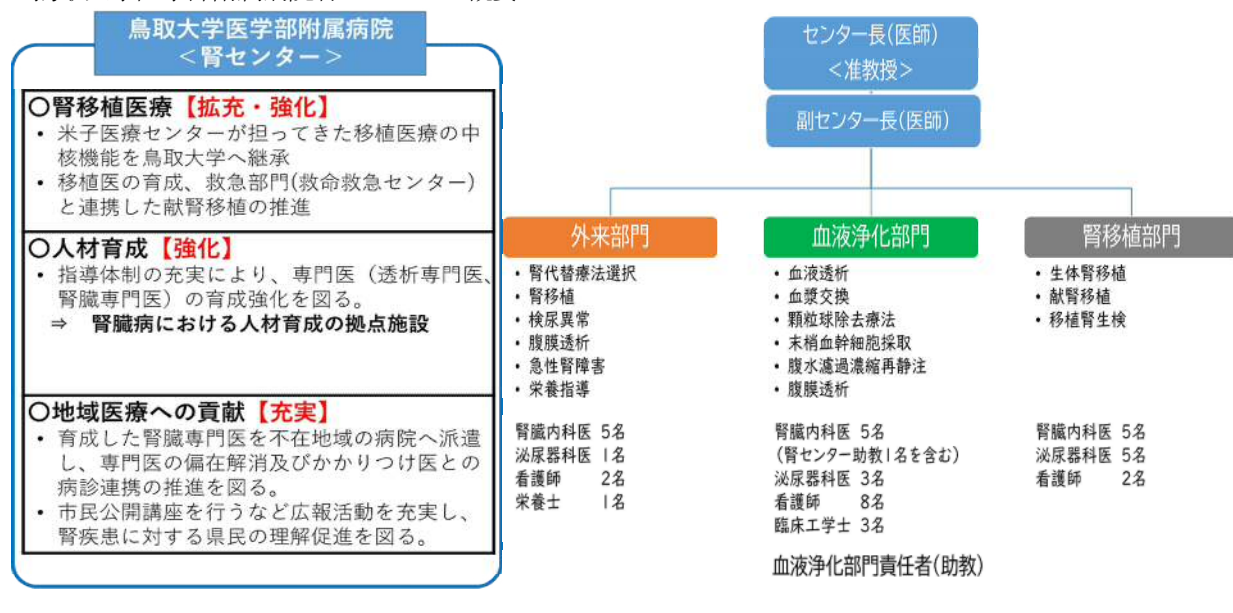 鳥取大学医学部附属病院
＜腎センター＞
〇腎移植医療【拡充・強化】
• 米子医療センターが担ってきた移植医療の中
核機能を鳥取大学へ継承
• 移植医の育成、救急部門(救命救急センター)
と連携した献腎移植の推進
〇人材育成【強化】
• 指導体制の充実により、専門医（透析専門医、
腎臓専門医）の育成強化を図る。
⇒ 腎臓病における人材育成の拠点施設
〇地域医療への貢献【充実】
• 育成した腎臓専門医を不在地域の病院へ派遣
し、専門医の偏在解消及びかかりつけ医との
病診連携の推進を図る。
• 市民公開講座を行うなど広報活動を充実し、
腎疾患に対する県民の理解促進を図る。
センター長(医師)
＜准教授＞
副センター長(医師)
外来部門
• 腎代替療法選択
• 腎移植
• 検尿異常
• 腹膜透析
• 急性腎障害
• 栄養指導
腎臓内科医 5名
泌尿器科医 1名
看護師 2名
栄養士 1名
血液浄化部門
• 血液透析
• 血漿交換
• 顆粒球除去療法
• 末梢血幹細胞採取
• 腹水濾過濃縮再静注
• 腹膜透析
腎臓内科医 5名
(腎センター助教1名を含む)
泌尿器科医 3名
看護師 8名
臨床工学士 3名
血液浄化部門責任者(助教)
腎移植部門
• 生体腎移植
• 献腎移植
• 移植腎生検
腎臓内科医 5名
泌尿器科医 5名
看護師 2名